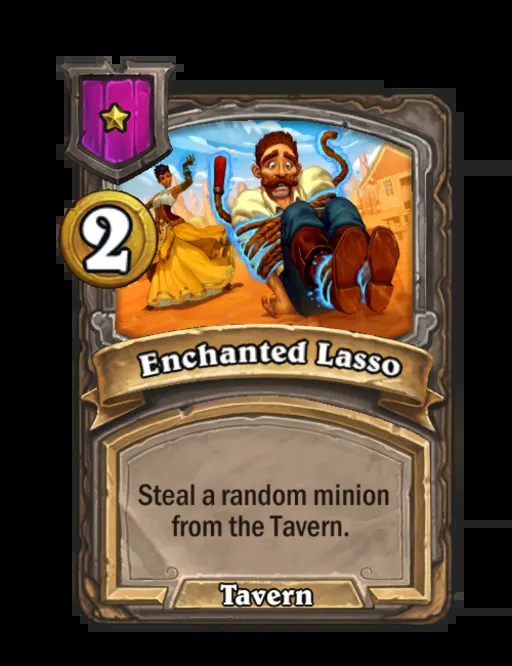 2
Enchanted Lasso
Steal a random minion
from the Tavern.
Tavern